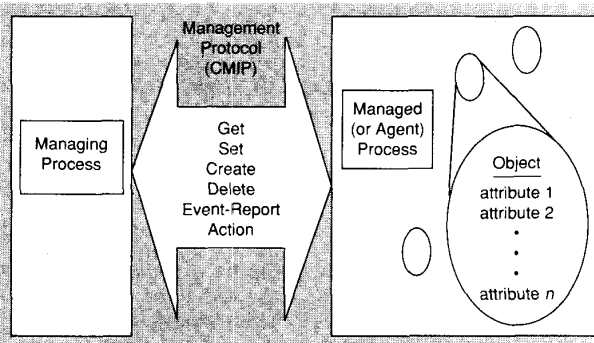 Management
Protocol
(CMIP)
Managing
Process
Get
Set
Create
Delete
Event-Report
Action
Managed
(or Agent)
Process
Object
attribute 1
attribute 2
attribute n